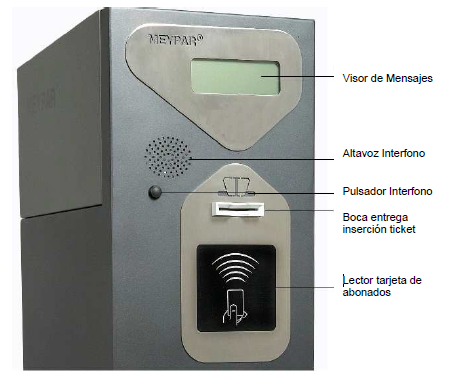 MEYPAR®
Visor de Mensajes
Altavoz Interfono
Pulsador Interfono
Boca entrega
inserción ticket
Lector tarjeta de
abonados